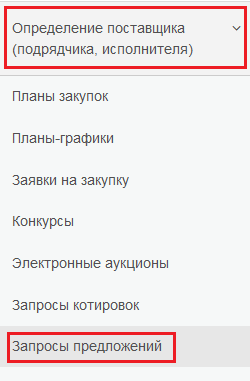 Определение поставщика
(подрядчика, исполнителя)
Планы закупок
Планы-графики
Заявки на закупку
Конкурсы
Электронные аукционы
Запросы котировок
Запросы предложений